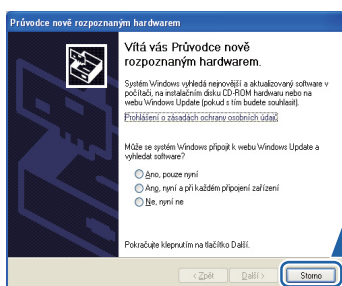 Průvodce nově rozpoznaným hardwarem
Vítá vás Průvodce nově
rozpoznaným hardwarem.
Systém Windows vyhledá nejnovější a aktualizovaný software v
počítači, na instalačním disku CD-ROM hardwaru nebo na
webu Windows Update (pokud s tím budete souhlasit).
Prohlášení o zásadách ochrany osobních údajů
Může se systém Windows připojit k webu Windows Update a
vyhledat software?
Ano, pouze nyní
Ano, nyní a při každém připojení zařízení
Ne, nyní ne
Pokračujte klepnutím na tlačítko Další.
< Zpět
Další >
Storno